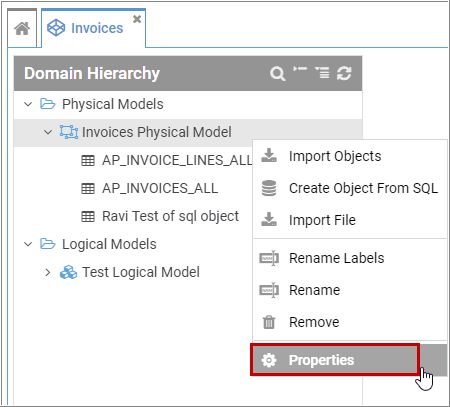 Invoices
Domain Hierarchy
Physical Models
Invoices Physical Model
AP_INVOICE_LINES_ALL
AP_INVOICES_ALL
Ravi Test of sql object
Logical Models
Test Logical Model
Import Objects
Create Object From SQL
Import File
Rename Labels
Rename
Remove
Properties